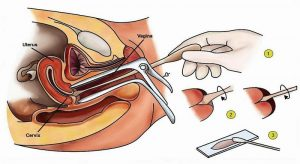 Vagina
Uterus
1
2
3
Cervix